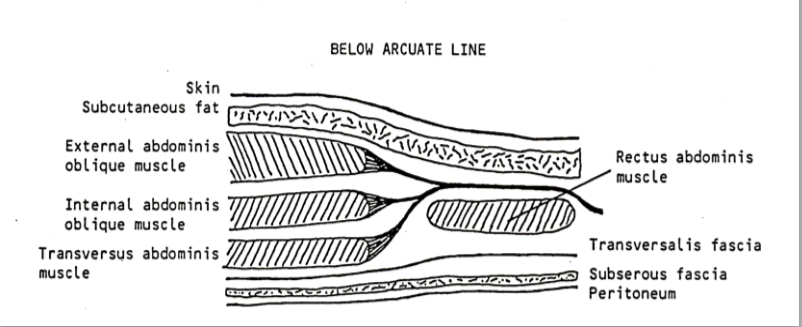 BELOW ARCUATE LINE
Skin
Subcutaneous fat
External abdominis
oblique muscle
Internal abdominis
oblique muscle
Transversus abdominis
muscle
Rectus abdominis
muscle
Transversalis fascia
Subserous fascia
Peritoneum